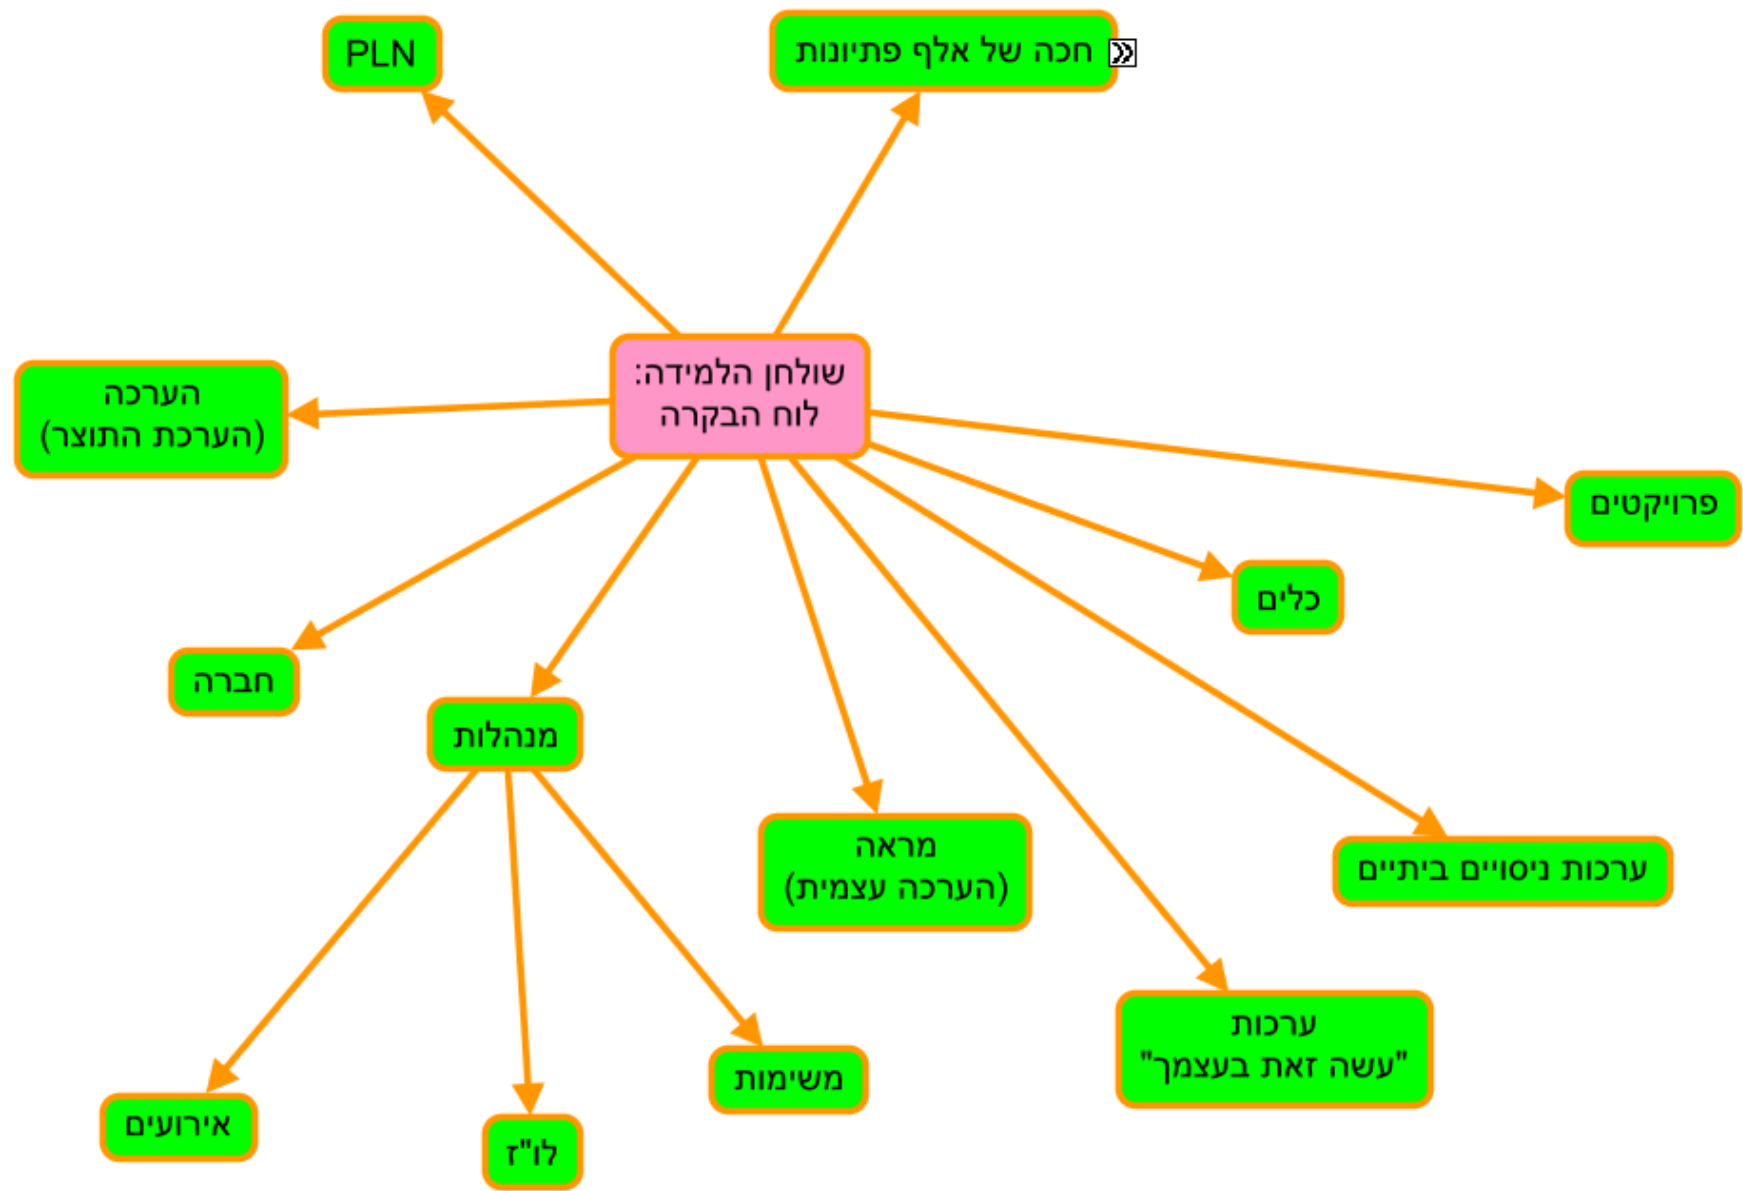 PLN
חכה של אלף פתיונות
שולחן הלמידה:
לוח הבקרה
הערכה
(הערכת התוצר)
פרויקטים
כלים
חברה
מנהלות
מראה
(הערכה עצמית)
ערכות ניסויים ביתיים
ערכות
"עשה זאת בעצמך"
משימות
לו"ז
אירועים